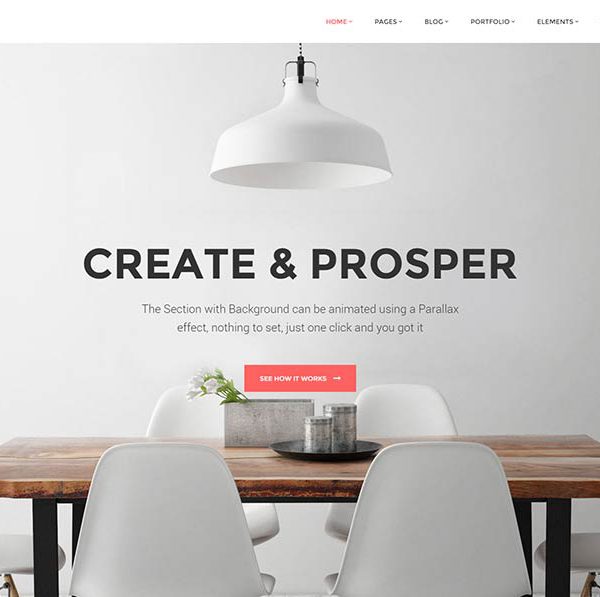 HOME PAGES BLOG PORTFOLIO ELEMENTS
CREATE & PROSPER
The Section with Background can be animated using a Parallax
effect, nothing to set, just one click and you got it
SEE HOW IT WORKS →